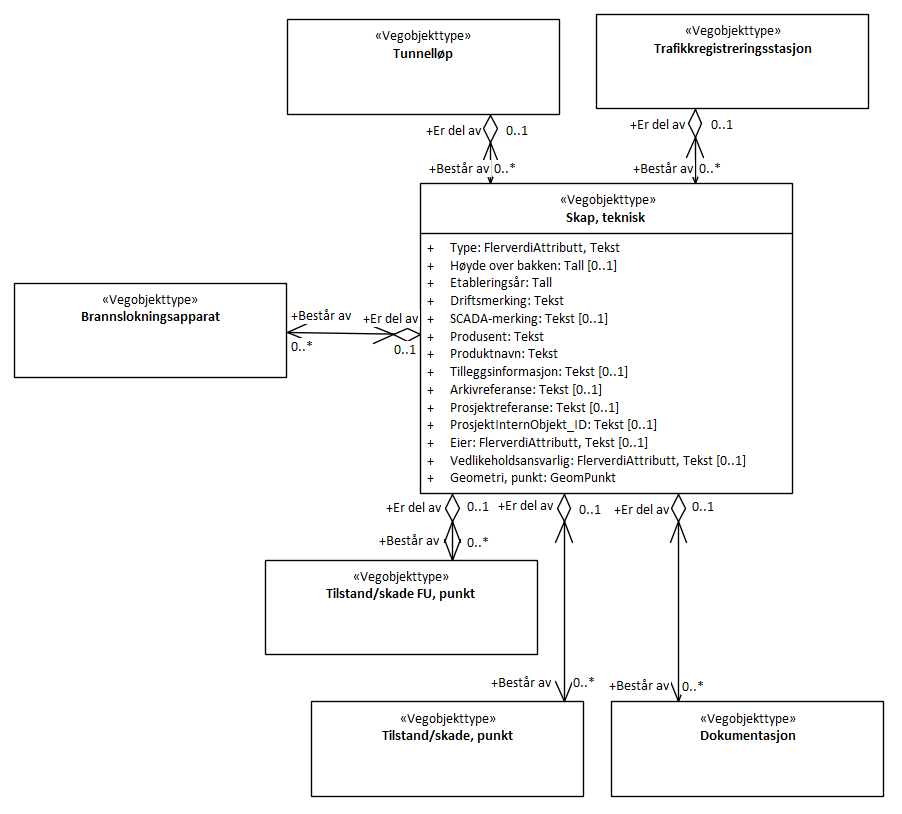 «Vegobjekttype»
Tunnelløp
«Vegobjekttype»
Trafikkregistreringsstasjon
+Er del av
0..1
+Består av
0..*
+Er del av
0..1
+Består av
0..*
«Vegobjekttype»
Skap, teknisk
+ Type: FlerverdiAttributt, Tekst
+ Høyde over bakken: Tall [0..1]
+ Etableringsår: Tall
+ Driftsmerking: Tekst
+ SCADA-merking: Tekst [0..1]
+ Produsent: Tekst
+ Produktnavn: Tekst
+ Tilleggsinformasjon: Tekst [0..1]
+ Arkivreferanse: Tekst [0..1]
+ Prosjektreferanse: Tekst [0..1]
+ ProsjektInternObjekt_ID: Tekst [0..1]
+ Eier: FlerverdiAttributt, Tekst [0..1]
+ Vedlikeholdsansvarlig: FlerverdiAttributt, Tekst [0..1]
+ Geometri, punkt: GeomPunkt
«Vegobjekttype»
Brannslokningsapparat
+Består av
0..*
+Er del av
0..1
+Er del av
0..1
+Består av
0..*
+Er del av
0..1
+Er del av
0..1
«Vegobjekttype»
Tilstand/skade FU, punkt
+Består av
0..*
+Består av
0..*
«Vegobjekttype»
Tilstand/skade, punkt
«Vegobjekttype»
Dokumentasjon